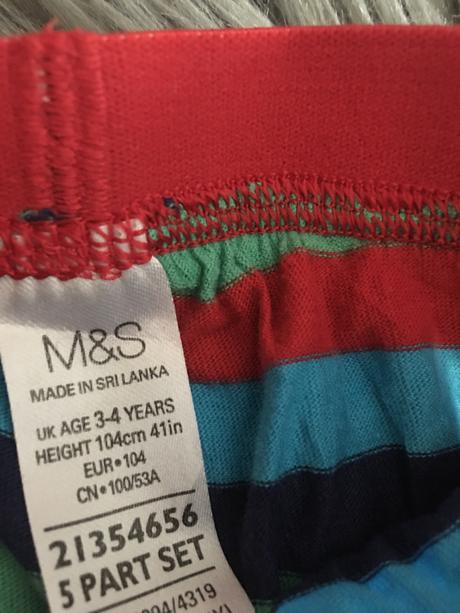 M&S
MADE IN SRI LANKA
UK AGE 3-4 YEARS
HEIGHT 104cm 41in
EUR•104
CN•100/53A
21354656
5 PART SET
/4319